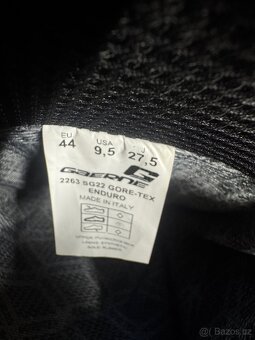 EU USA J
44 9,5 27,5
GAERNE G
2263 SG22 GORE-TEX
ENDURO
MADE IN ITALY
Bazos.cz